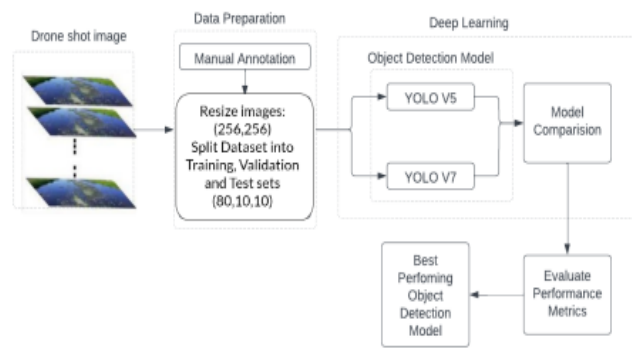 Drone shot image
Data Preparation
Manual Annotation
Resize images:
(256,256)
Split Dataset into
Training, Validation
and Test sets
(80,10,10)
Deep Learning
Object Detection Model
YOLO V5
YOLO V7
Model
Comparision
Evaluate
Performance
Metrics
Best
Perfoming
Object
Detection
Model